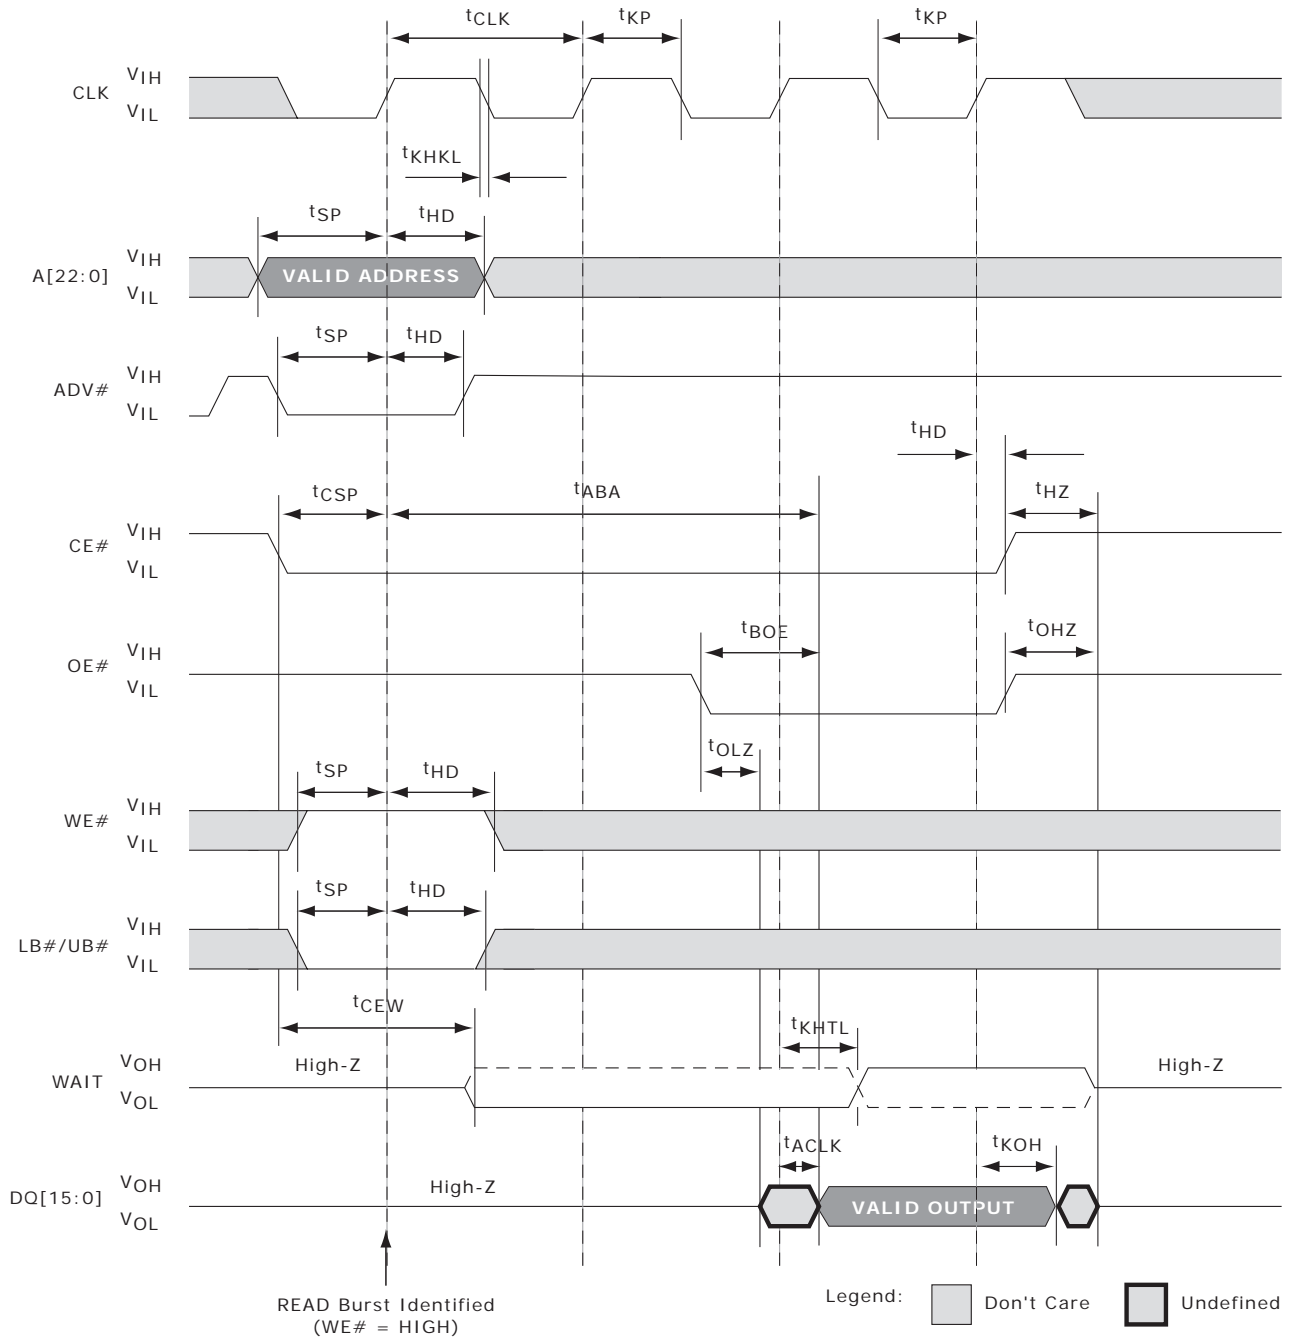 tCLK tKP tKP
CLK VIH
VIL
tKHKL
tSP tHD
A[22:0] VIH
VIL
VALID ADDRESS
tSP tHD
ADV# VIH
VIL
tHD
tCSP tABA tHZ
CE# VIH
VIL
tBOE tOHZ
OE# VIH
VIL
tOLZ
tSP tHD
WE# VIH
VIL
tSP tHD
LB#/UB# VIH
VIL
tCEW
tKHTL
WAIT VOH
VOL
High-Z High-Z
tACLK tKOH
DQ[15:0] VOH
VOL
High-Z
VALID OUTPUT
READ Burst Identified
(WE# = HIGH)
Legend: Don't Care Undefined